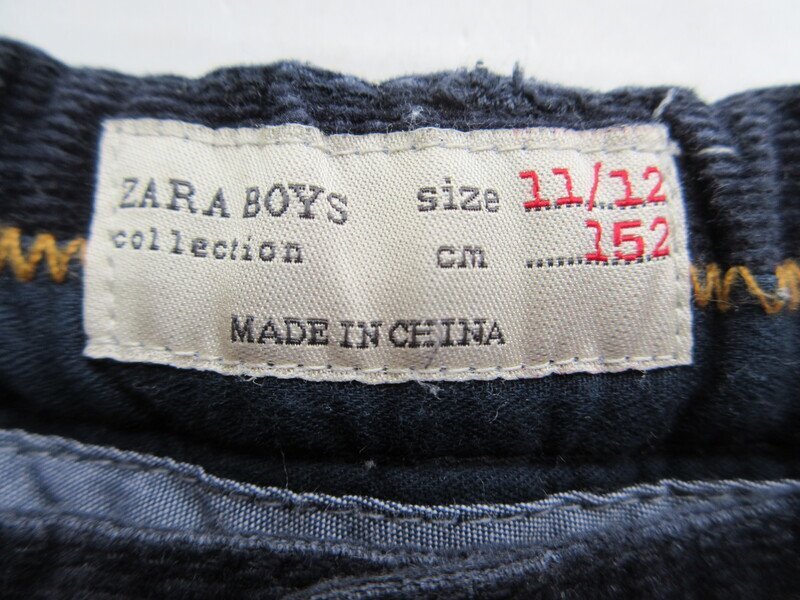 ZARA BOYS size 11/12
collection cm 152
MADE IN CHINA